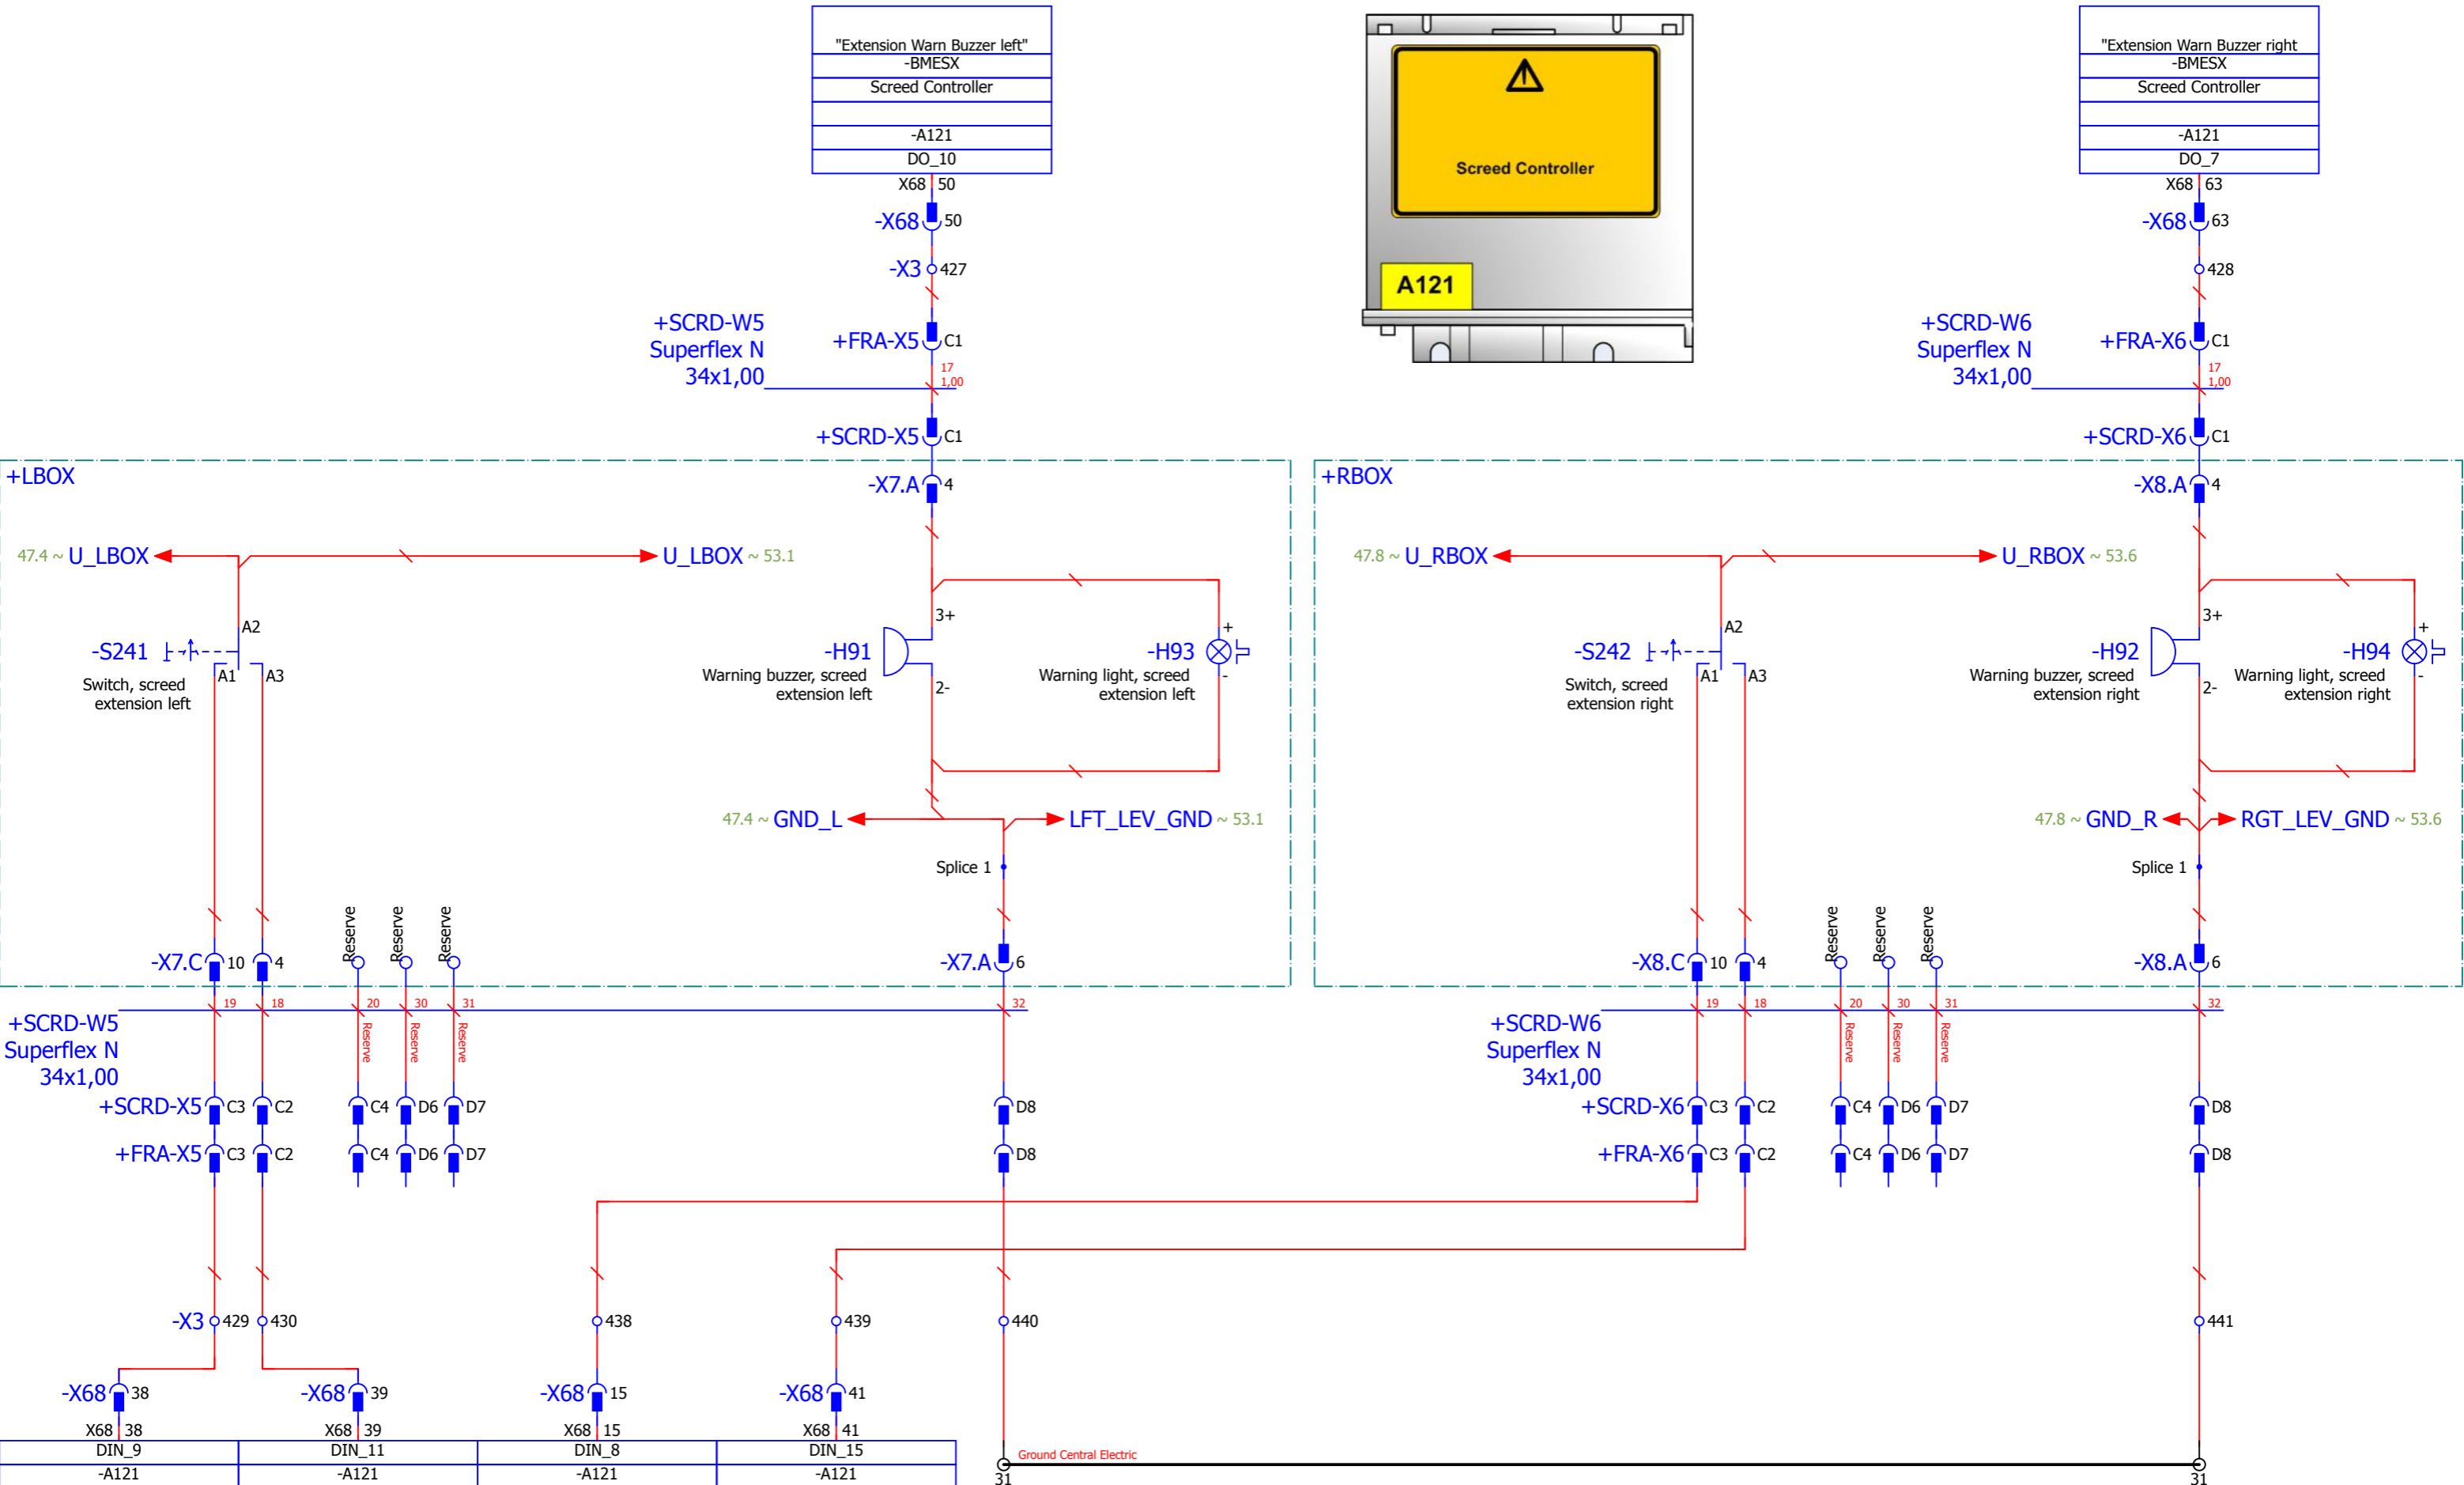 "Extension Warn Buzzer left"
-BMESX
Screed Controller
-A121
DO_10
X68 50
-X68 50
-X3 427
+SCRD-W5
Superflex N
34x1,00
+FRA-X5 C1
17
1,00
+SCRD-X5 C1
Screed Controller
A121
"Extension Warn Buzzer right
-BMESX
Screed Controller
-A121
DO_7
X68 63
-X68 63
428
+SCRD-W6
Superflex N
34x1,00
+FRA-X6 C1
17
1,00
+SCRD-X6 C1
+LBOX
-X7.A 4
47.4 ~ U_LBOX
U_LBOX ~ 53.1
A2
-S241
A1 A3
Switch, screed
extension left
3+
-H91
2-
Warning buzzer, screed
extension left
+
-H93
-
Warning light, screed
extension left
47.4 ~ GND_L
LFT_LEV_GND ~ 53.1
Splice 1
Reserve
Reserve
Reserve
-X7.C 10 4
-X7.A 6
+RBOX
-X8.A 4
47.8 ~ U_RBOX
U_RBOX ~ 53.6
A2
-S242
A1 A3
Switch, screed
extension right
3+
-H92
2-
Warning buzzer, screed
extension right
+
-H94
-
Warning light, screed
extension right
47.8 ~ GND_R
RGT_LEV_GND ~ 53.6
Splice 1
Reserve
Reserve
Reserve
-X8.C 10 4
-X8.A 6
19 18 20 30 31 32
Reserve
Reserve
Reserve
+SCRD-W5
Superflex N
34x1,00
+SCRD-X5 C3 C2 C4 D6 D7 D8
+FRA-X5 C3 C2 C4 D6 D7 D8
19 18 20 30 31 32
Reserve
Reserve
Reserve
+SCRD-W6
Superflex N
34x1,00
+SCRD-X6 C3 C2 C4 D6 D7 D8
+FRA-X6 C3 C2 C4 D6 D7 D8
-X3 429 430 438 439 440 441
-X68 38 -X68 39 -X68 15 -X68 41
X68 38 X68 39 X68 15 X68 41
DIN_9 DIN_11 DIN_8 DIN_15
-A121 -A121 -A121 -A121
Ground Central Electric
31 31